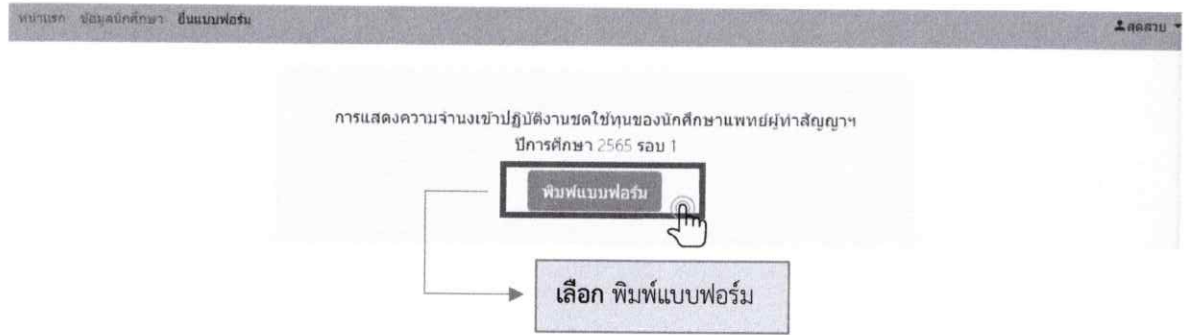 หน้าแรก ข้อมูลนักศึกษา ยื่นแบบฟอร์ม
สุดสวย
การแสดงความจำนงเข้าปฏิบัติงานชดใช้ทุนของนักศึกษาแพทย์ผู้ทำสัญญาฯ
ปีการศึกษา 2565 รอบ 1
พิมพ์แบบฟอร์ม
เลือก พิมพ์แบบฟอร์ม